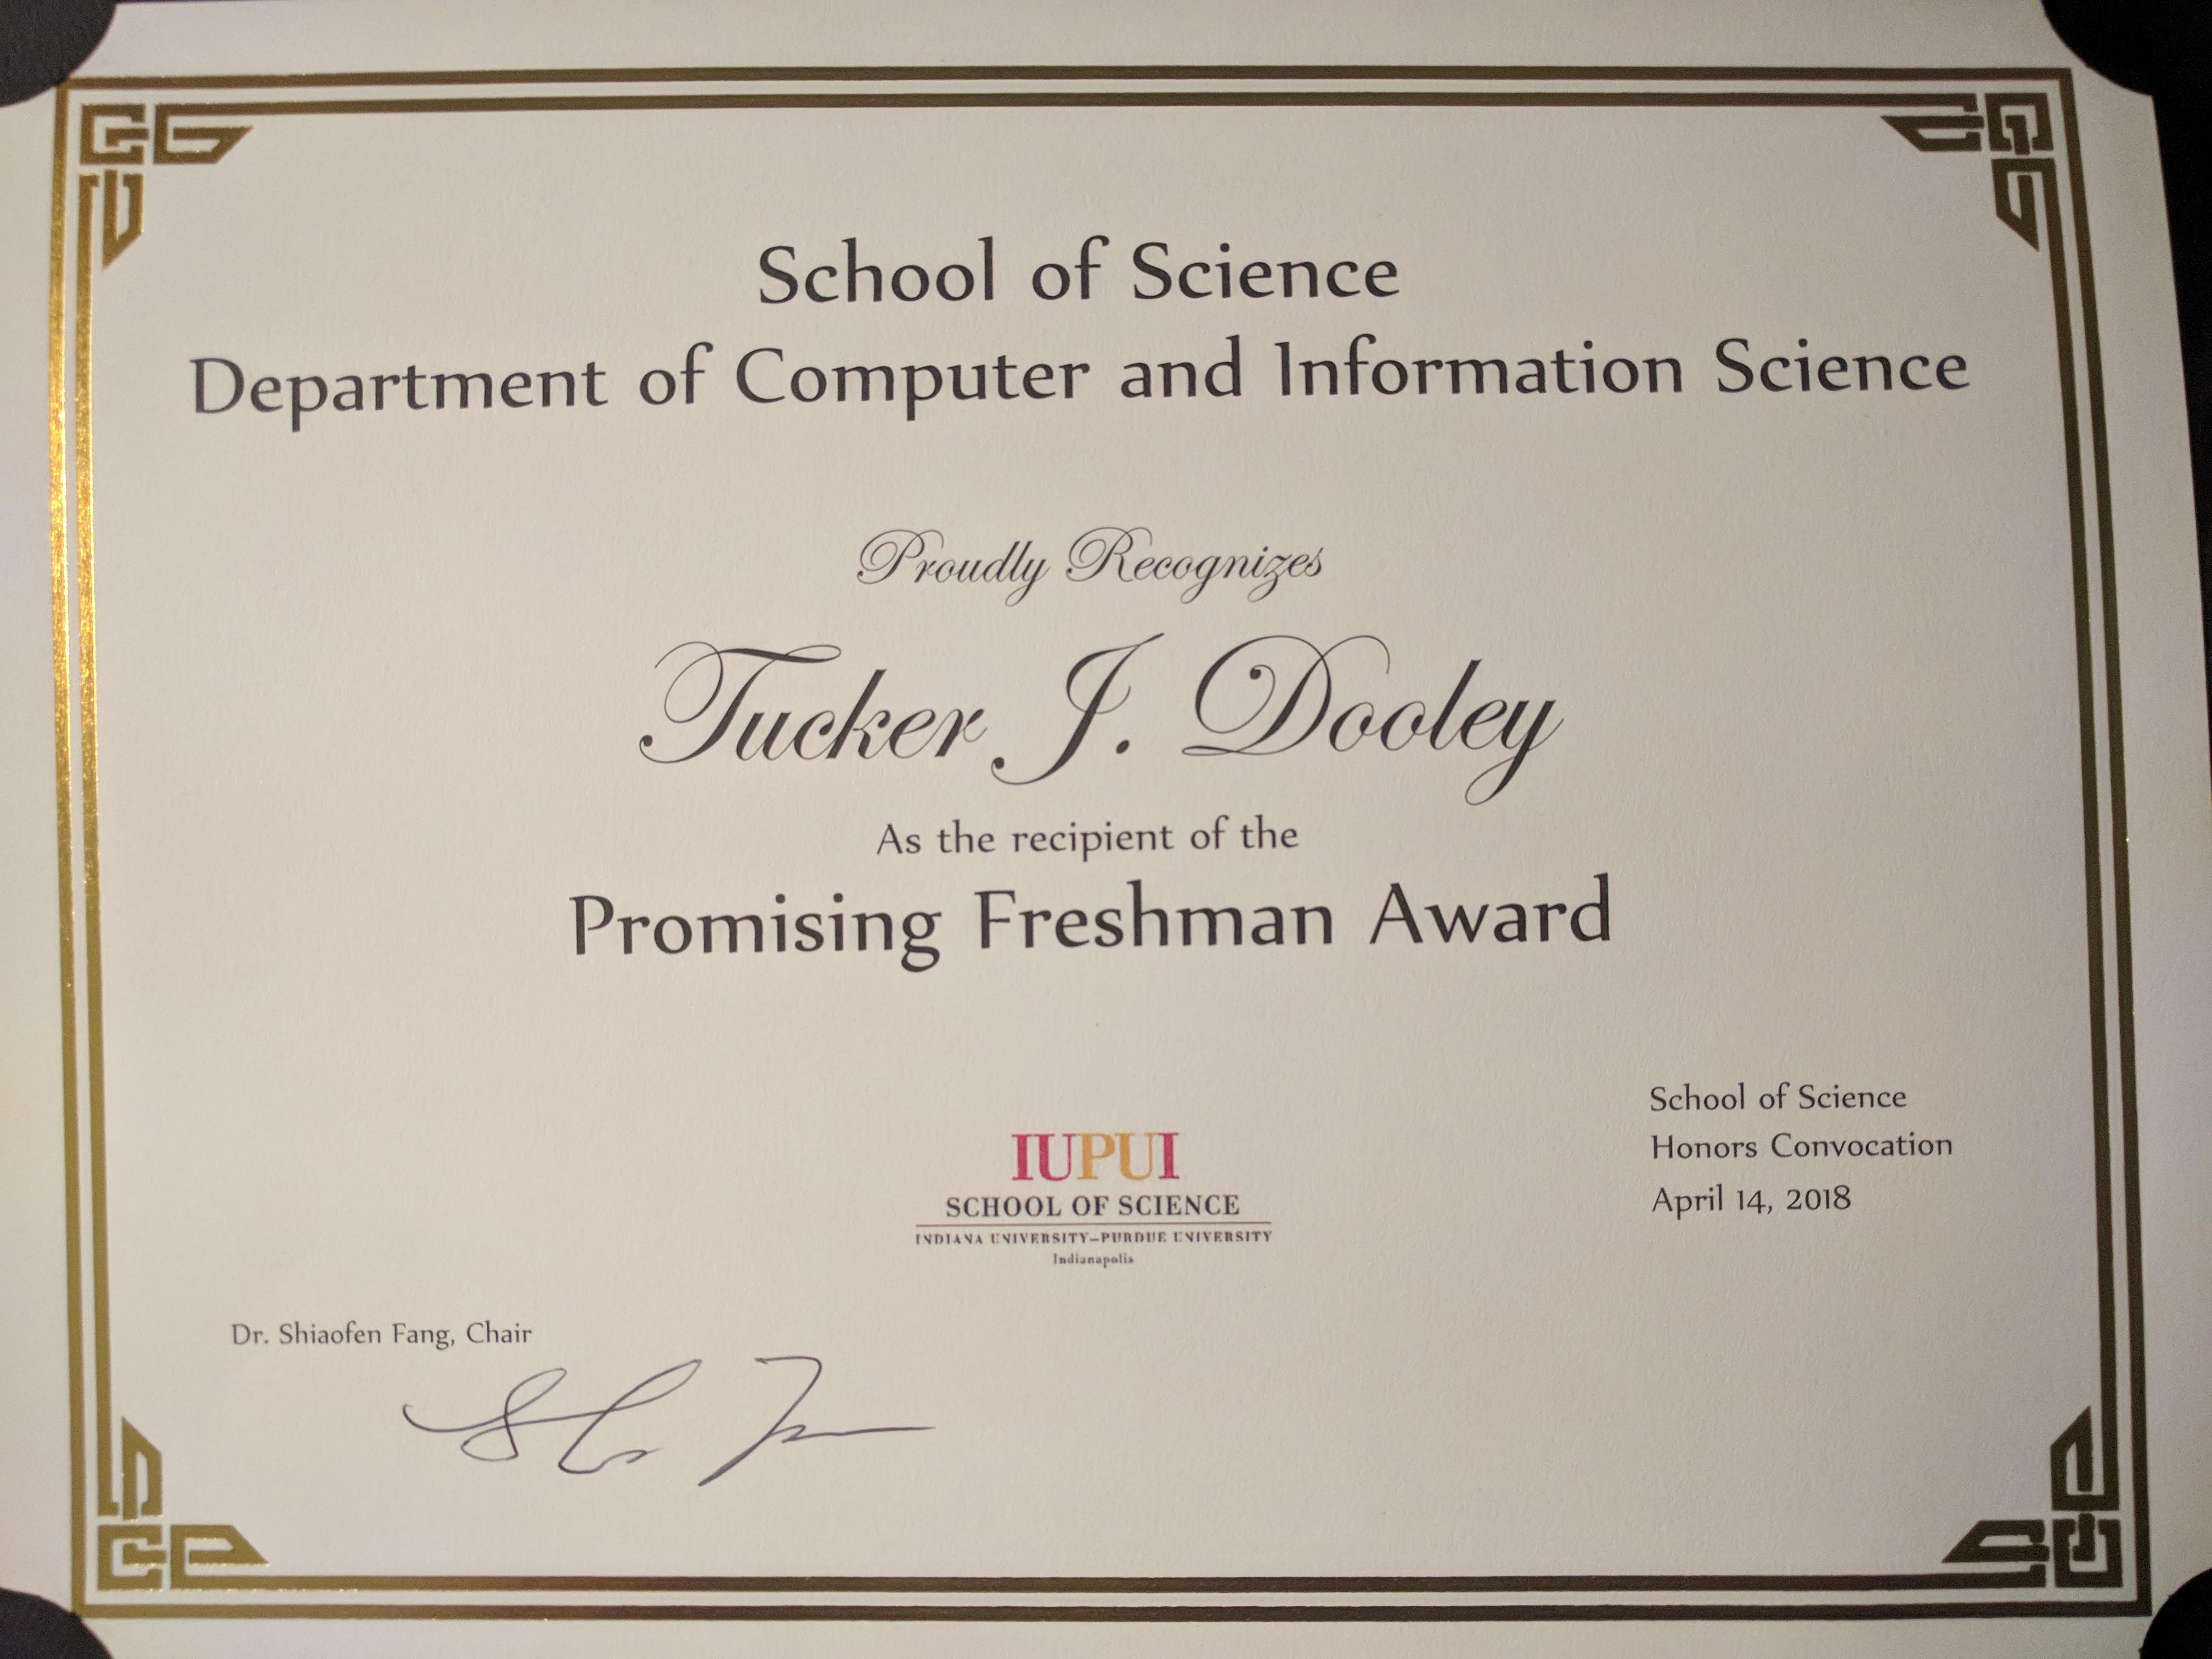 School of Science
Department of Computer and Information Science
Proudly Recognizes
Tucker J. Dooley
As the recipient of the
Promising Freshman Award
School of Science
Honors Convocation
April 14, 2018
IUPUI
SCHOOL OF SCIENCE
INDIANA UNIVERSITY–PURDUE UNIVERSITY
Indianapolis
Dr. Shiaofen Fang, Chair